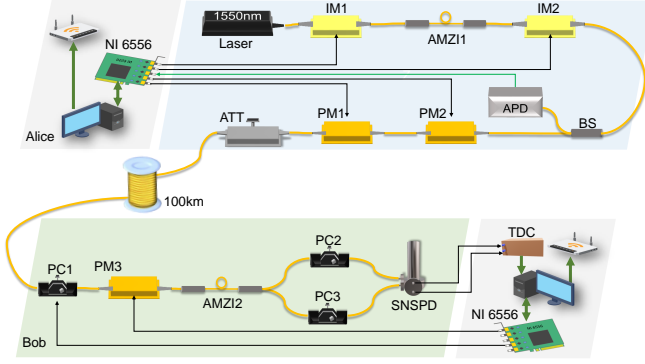 1550nm
Laser
IM1
AMZI1
IM2
NI 6556
Alice
ATT
PM1
PM2
APD
BS
100km
PC1
PM3
AMZI2
PC2
PC3
SNSPD
TDC
NI 6556
Bob